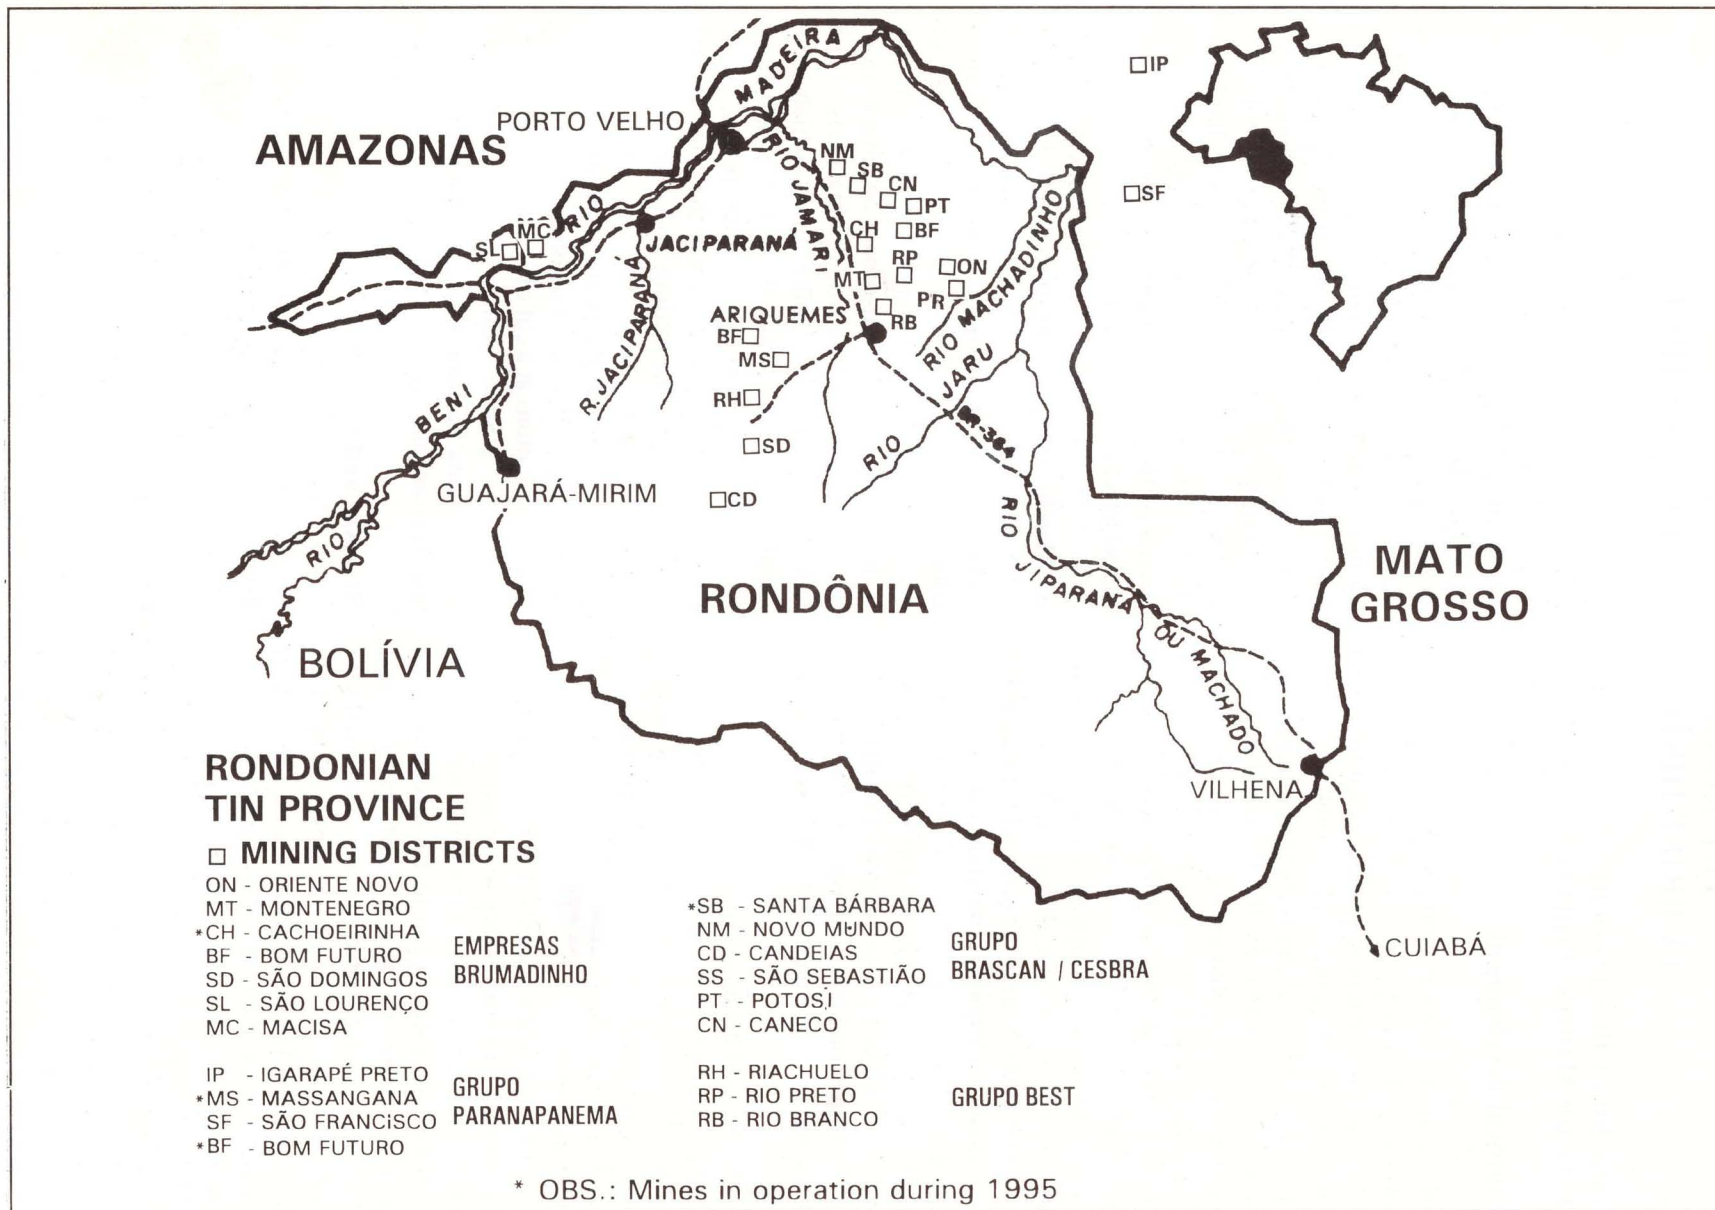 AMAZONAS
PORTO VELHO
RIO
MADEIRA
IP
SF
RIO JAMARI
NM
SB
CN
PT
BF
CH
RP
ON
MT
PR
RB
SL
MC
JACIPARANÁ
R. JACIPARANÁ
ARIQUEMES
BF
MS
RH
SD
CD
RIO MACHADINHO
RIO
JARU
BR-364
RIO
BENI
GUAJARÁ-MIRIM
RIO
JIPARANÁ
OU MACHADO
RONDÔNIA
MATO
GROSSO
BOLÍVIA
VILHENA
CUIABÁ
RONDONIAN
TIN PROVINCE
□ MINING DISTRICTS
ON - ORIENTE NOVO
MT - MONTENEGRO
*CH - CACHOEIRINHA
BF - BOM FUTURO
SD - SÃO DOMINGOS
SL - SÃO LOURENÇO
MC - MACISA
EMPRESAS
BRUMADINHO
IP - IGARAPÉ PRETO
*MS - MASSANGANA
SF - SÃO FRANCISCO
*BF - BOM FUTURO
GRUPO
PARANAPANEMA
*SB - SANTA BÁRBARA
NM - NOVO MUNDO
CD - CANDEIAS
SS - SÃO SEBASTIÃO
PT - POTOSI
CN - CANECO
GRUPO
BRASCAN / CESBRA
RH - RIACHUELO
RP - RIO PRETO
RB - RIO BRANCO
GRUPO BEST
* OBS.: Mines in operation during 1995